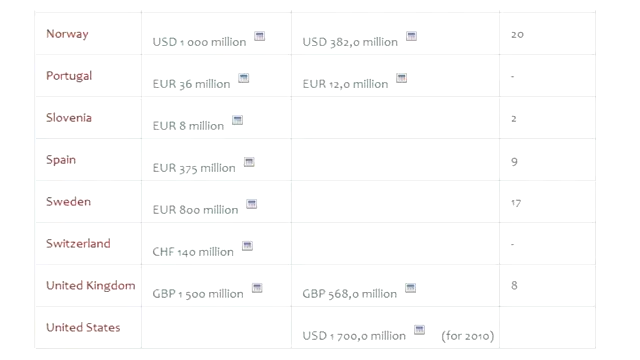 Norway USD 1 000 million USD 382,0 million 20
Portugal EUR 36 million EUR 12,0 million -
Slovenia EUR 8 million 2
Spain EUR 375 million 9
Sweden EUR 800 million 17
Switzerland CHF 140 million -
United Kingdom GBP 1 500 million GBP 568,0 million 8
United States USD 1 700,0 million (for 2010)